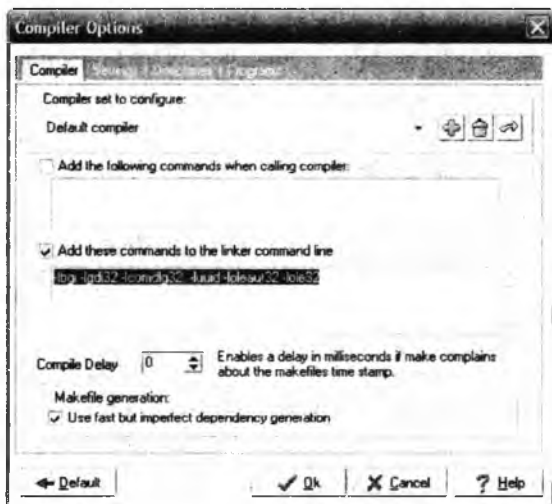 Compiler Options
Compiler Settings Directories Programs
Compiler set to configure:
Default compiler
Add the following commands when calling compiler:
Add these commands to the linker command line
-lbgi -lgdi32 -lcomdlg32 -luuid -loleaut32 -lole32
Compile Delay 0 Enables a delay in milliseconds if make complains
about the makefiles time stamp.
Makefile generation:
Use fast but imperfect dependency generation
Default Ok Cancel ? Help